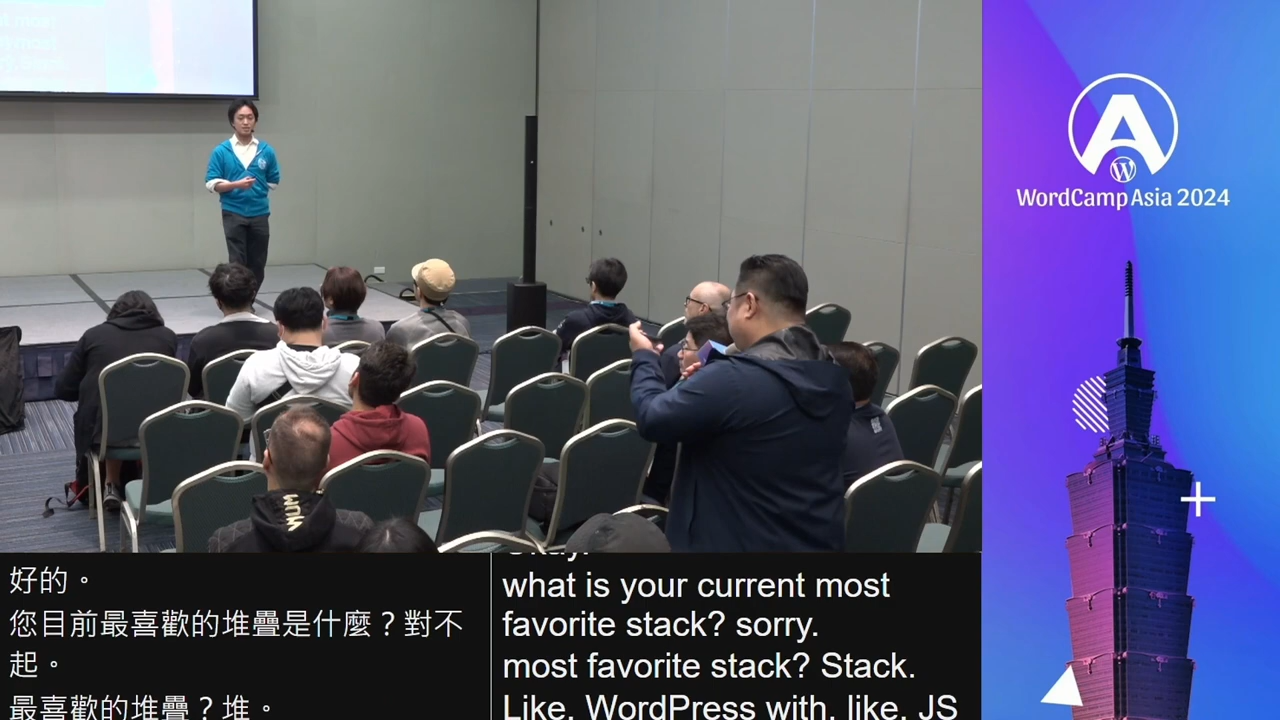 WordCamp Asia 2024
好的。
您目前最喜歡的堆疊是什麼？對不
起。
最喜歡的堆疊？堆。
what is your current most
favorite stack? sorry.
most favorite stack? Stack.
Like, WordPress with, like, JS